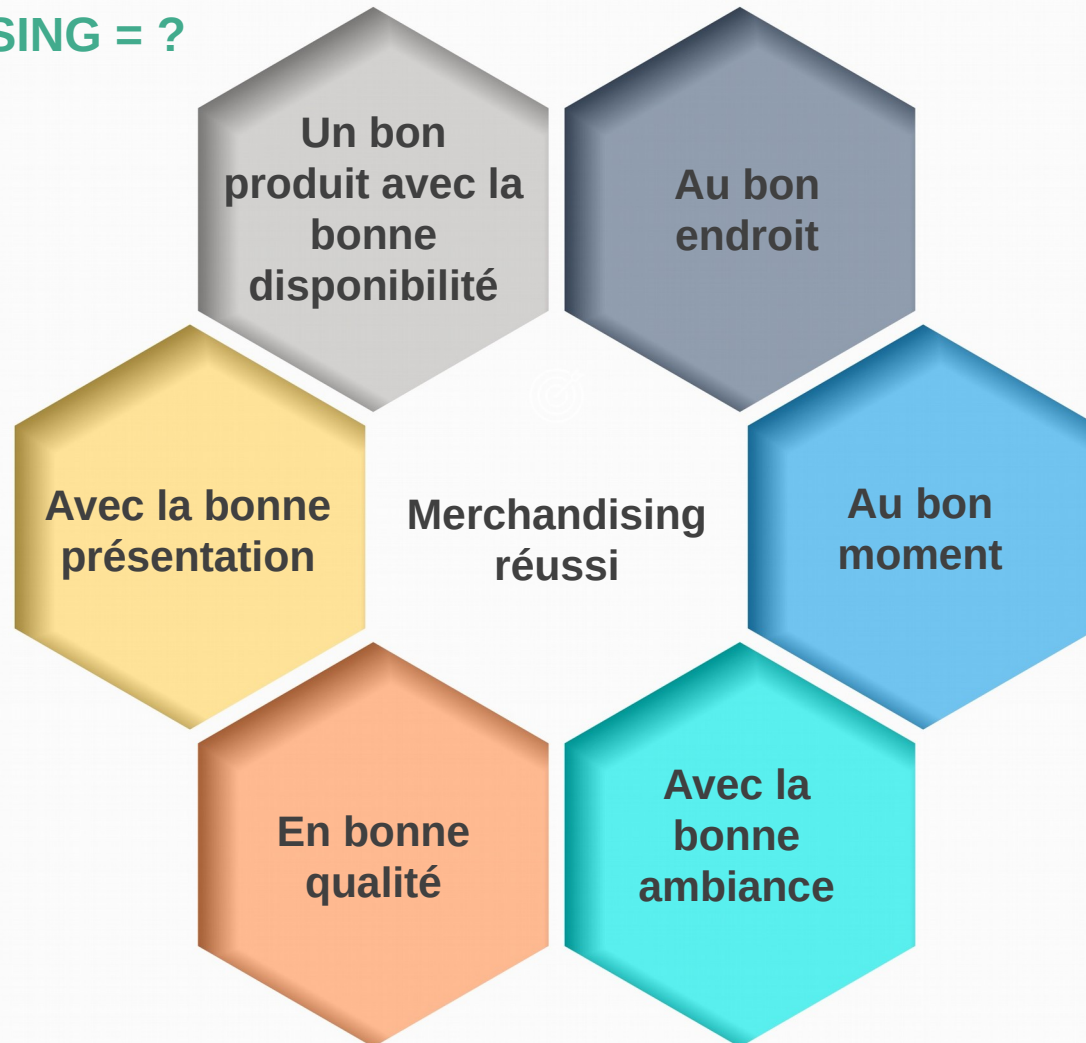 SING = ?
Un bon
produit avec la
bonne
disponibilité
Au bon
endroit
Avec la bonne
présentation
Merchandising
réussi
Au bon
moment
En bonne
qualité
Avec la
bonne
ambiance